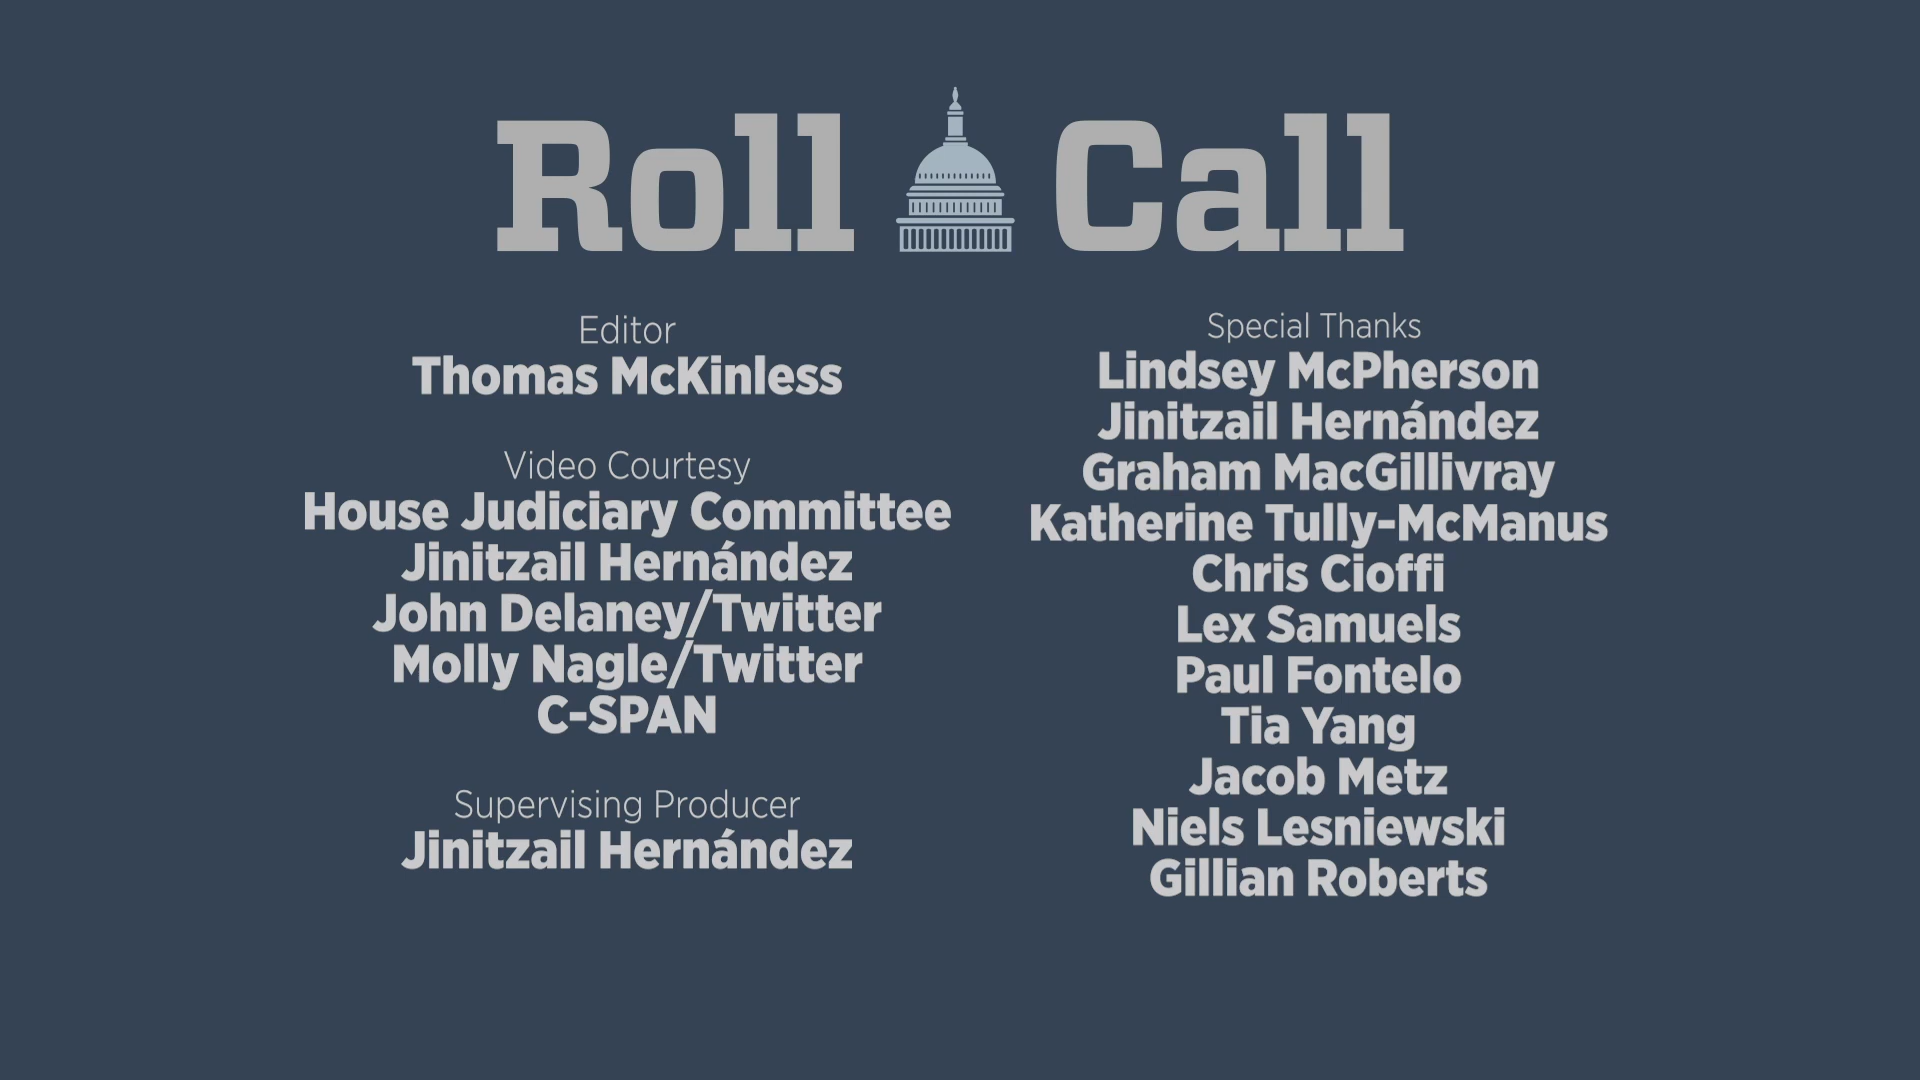 Roll Call
Editor
Thomas McKinless
Video Courtesy
House Judiciary Committee
Jinitzail Hernández
John Delaney/Twitter
Molly Nagle/Twitter
C-SPAN
Supervising Producer
Jinitzail Hernández
Special Thanks
Lindsey McPherson
Jinitzail Hernández
Graham MacGillivray
Katherine Tully-McManus
Chris Cioffi
Lex Samuels
Paul Fontelo
Tia Yang
Jacob Metz
Niels Lesniewski
Gillian Roberts